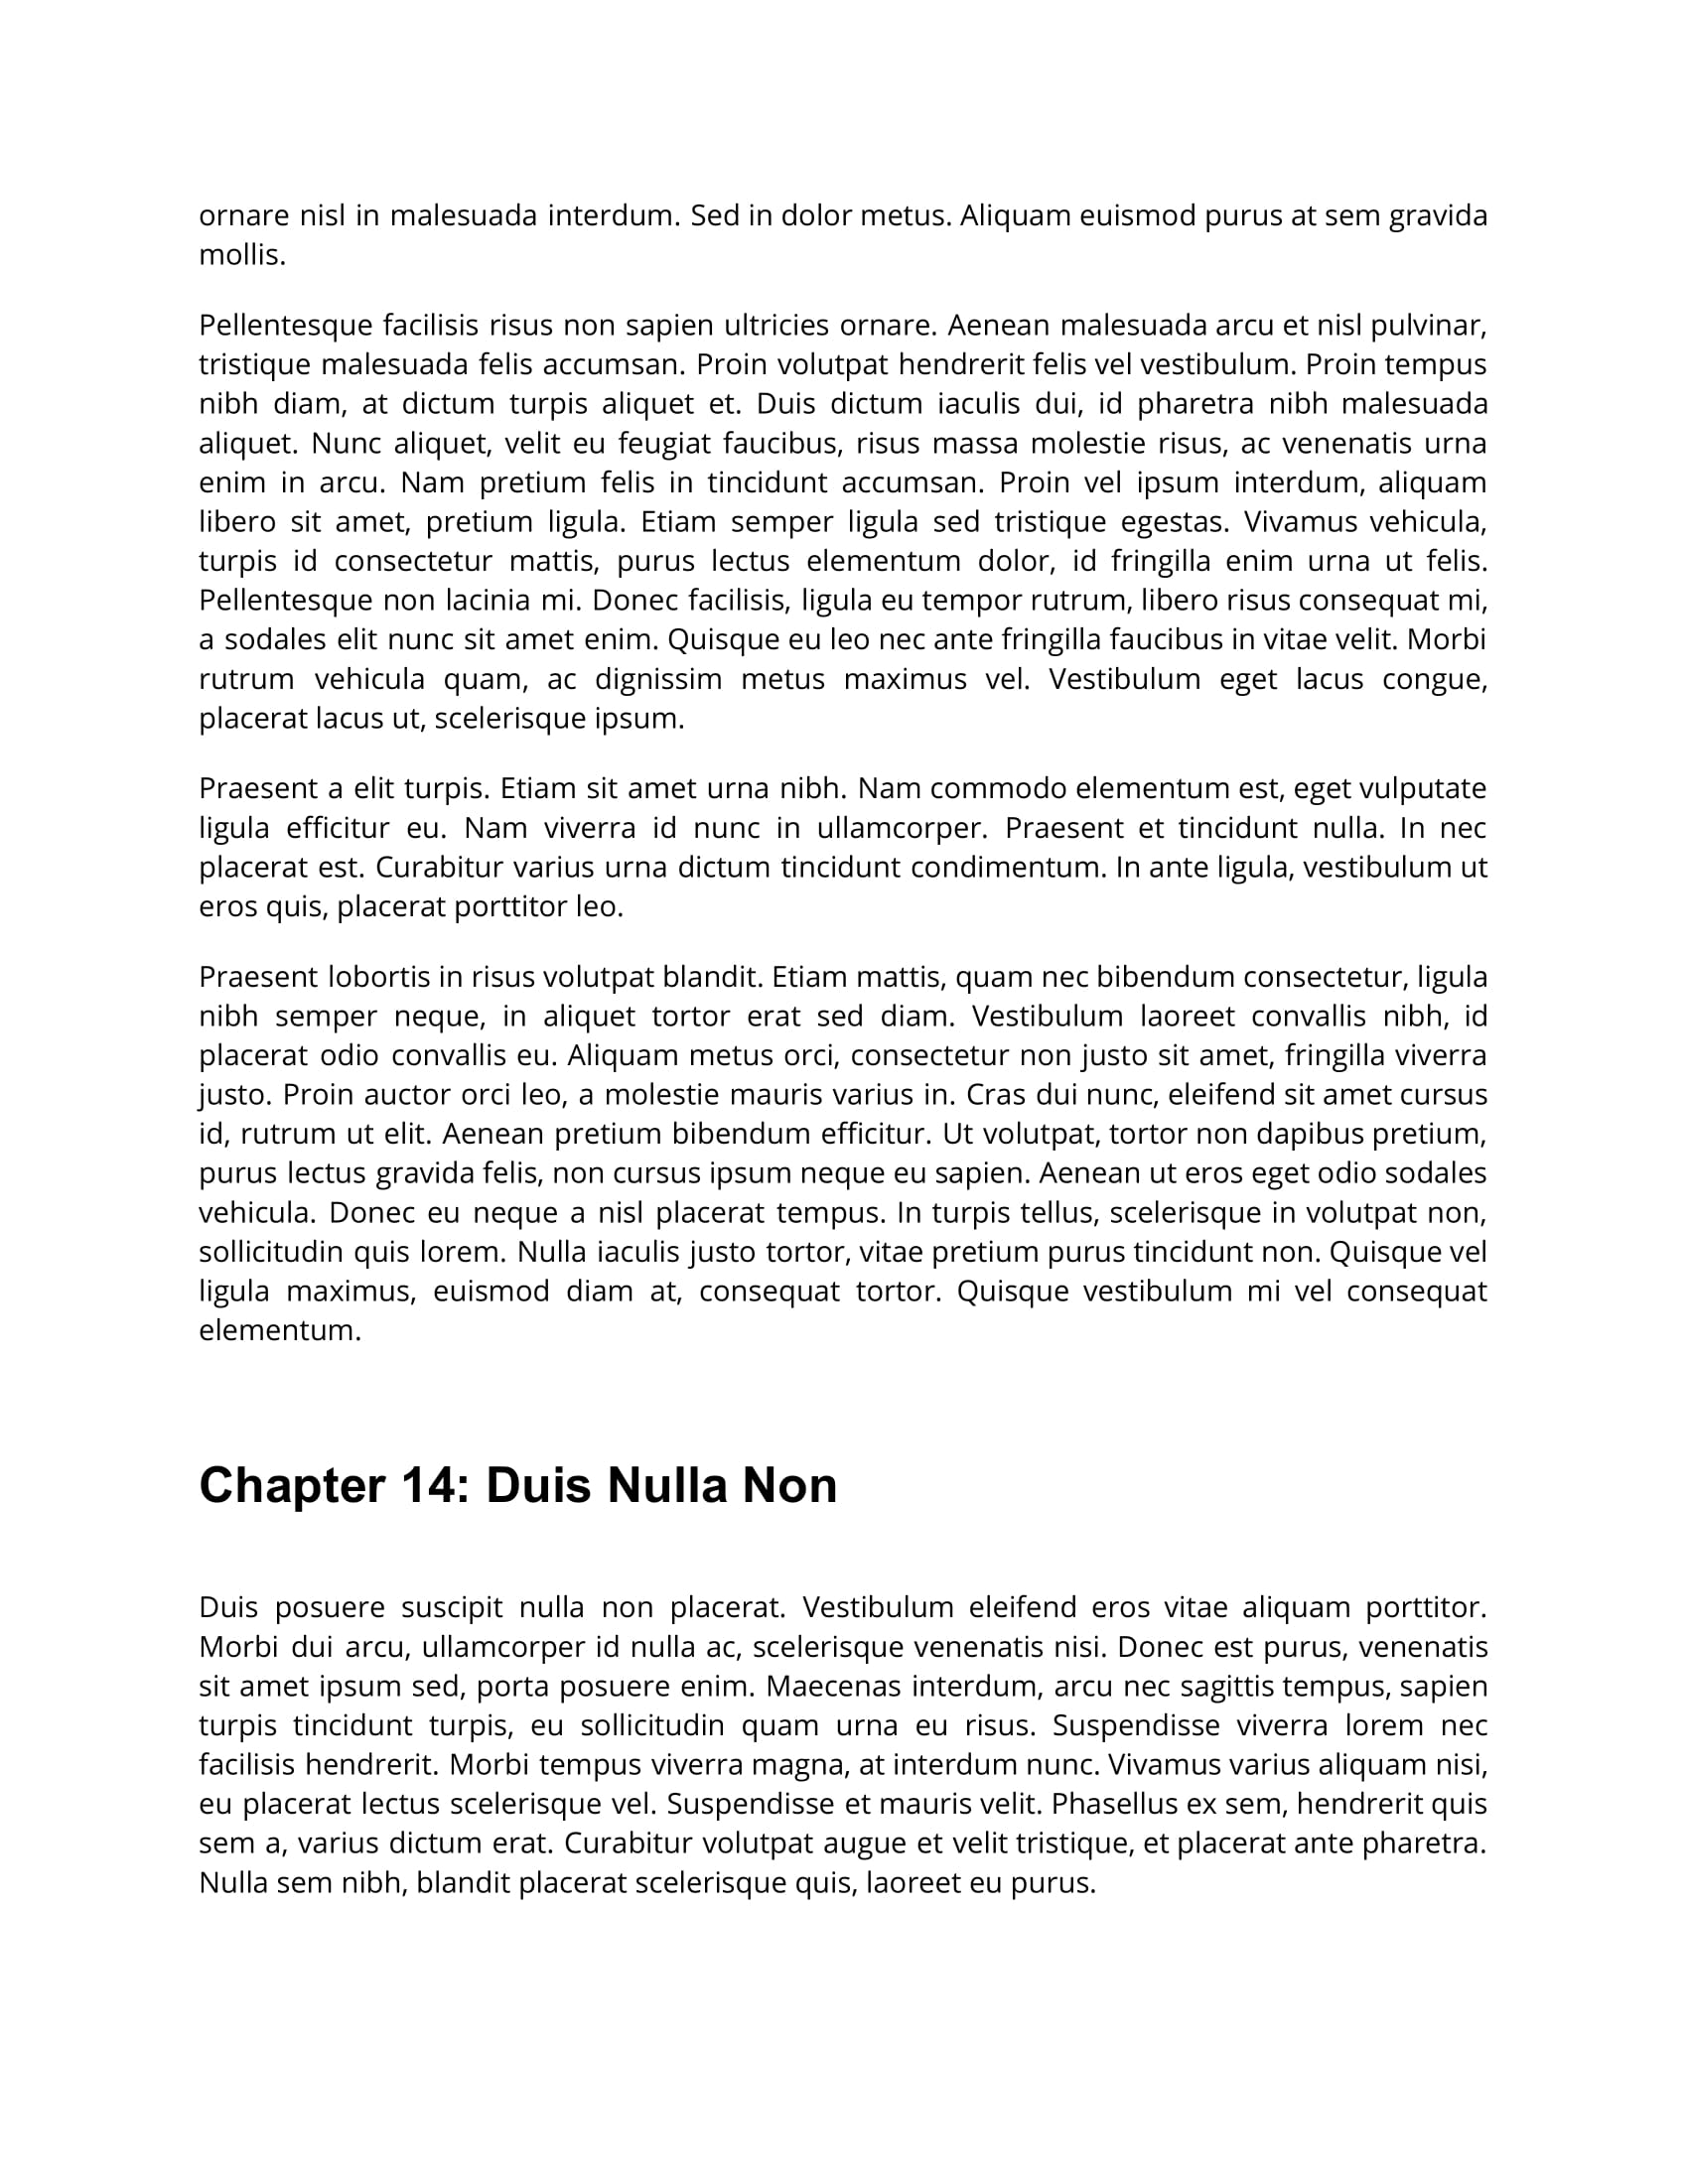 ornare nisl in malesuada interdum. Sed in dolor metus. Aliquam euismod purus at sem gravida
mollis.
Pellentesque facilisis risus non sapien ultricies ornare. Aenean malesuada arcu et nisl pulvinar,
tristique malesuada felis accumsan. Proin volutpat hendrerit felis vel vestibulum. Proin tempus
nibh diam, at dictum turpis aliquet et. Duis dictum iaculis dui, id pharetra nibh malesuada
aliquet. Nunc aliquet, velit eu feugiat faucibus, risus massa molestie risus, ac venenatis urna
enim in arcu. Nam pretium felis in tincidunt accumsan. Proin vel ipsum interdum, aliquam
libero sit amet, pretium ligula. Etiam semper ligula sed tristique egestas. Vivamus vehicula,
turpis id consectetur mattis, purus lectus elementum dolor, id fringilla enim urna ut felis.
Pellentesque non lacinia mi. Donec facilisis, ligula eu tempor rutrum, libero risus consequat mi,
a sodales elit nunc sit amet enim. Quisque eu leo nec ante fringilla faucibus in vitae velit. Morbi
rutrum vehicula quam, ac dignissim metus maximus vel. Vestibulum eget lacus congue,
placerat lacus ut, scelerisque ipsum.
Praesent a elit turpis. Etiam sit amet urna nibh. Nam commodo elementum est, eget vulputate
ligula efficitur eu. Nam viverra id nunc in ullamcorper. Praesent et tincidunt nulla. In nec
placerat est. Curabitur varius urna dictum tincidunt condimentum. In ante ligula, vestibulum ut
eros quis, placerat porttitor leo.
Praesent lobortis in risus volutpat blandit. Etiam mattis, quam nec bibendum consectetur, ligula
nibh semper neque, in aliquet tortor erat sed diam. Vestibulum laoreet convallis nibh, id
placerat odio convallis eu. Aliquam metus orci, consectetur non justo sit amet, fringilla viverra
justo. Proin auctor orci leo, a molestie mauris varius in. Cras dui nunc, eleifend sit amet cursus
id, rutrum ut elit. Aenean pretium bibendum efficitur. Ut volutpat, tortor non dapibus pretium,
purus lectus gravida felis, non cursus ipsum neque eu sapien. Aenean ut eros eget odio sodales
vehicula. Donec eu neque a nisl placerat tempus. In turpis tellus, scelerisque in volutpat non,
sollicitudin quis lorem. Nulla iaculis justo tortor, vitae pretium purus tincidunt non. Quisque vel
ligula maximus, euismod diam at, consequat tortor. Quisque vestibulum mi vel consequat
elementum.
Chapter 14: Duis Nulla Non
Duis posuere suscipit nulla non placerat. Vestibulum eleifend eros vitae aliquam porttitor.
Morbi dui arcu, ullamcorper id nulla ac, scelerisque venenatis nisi. Donec est purus, venenatis
sit amet ipsum sed, porta posuere enim. Maecenas interdum, arcu nec sagittis tempus, sapien
turpis tincidunt turpis, eu sollicitudin quam urna eu risus. Suspendisse viverra lorem nec
facilisis hendrerit. Morbi tempus viverra magna, at interdum nunc. Vivamus varius aliquam nisi,
eu placerat lectus scelerisque vel. Suspendisse et mauris velit. Phasellus ex sem, hendrerit quis
sem a, varius dictum erat. Curabitur volutpat augue et velit tristique, et placerat ante pharetra.
Nulla sem nibh, blandit placerat scelerisque quis, laoreet eu purus.